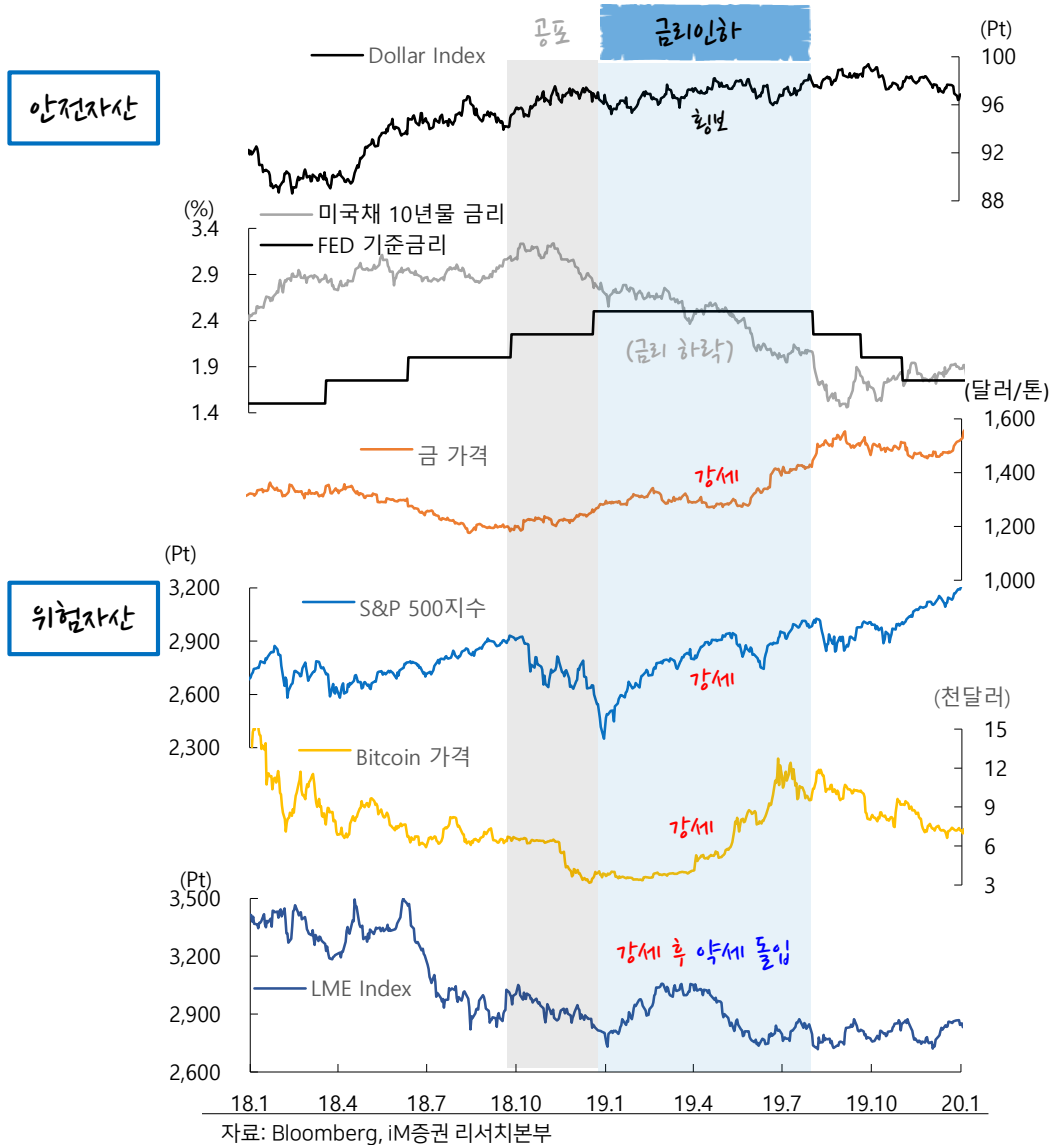 공포
금리인하
(Pt)
Dollar Index
100
안전자산
96
횡보
92
88
(%)
미국채 10년물 금리
3.4
FED 기준금리
2.9
2.4
(금리 하락)
1.9
1.4
(달러/톤)
1,600
금 가격
강세
1,400
1,200
1,000
(Pt)
위험자산
3,200
S&P 500지수
2,900
강세
2,600
2,300
(천달러)
15
Bitcoin 가격
12
9
강세
6
3
(Pt)
3,500
강세 후 약세 돌입
3,200
LME Index
2,900
2,600
18.1 18.4 18.7 18.10 19.1 19.4 19.7 19.10 20.1
자료: Bloomberg, iM증권 리서치본부